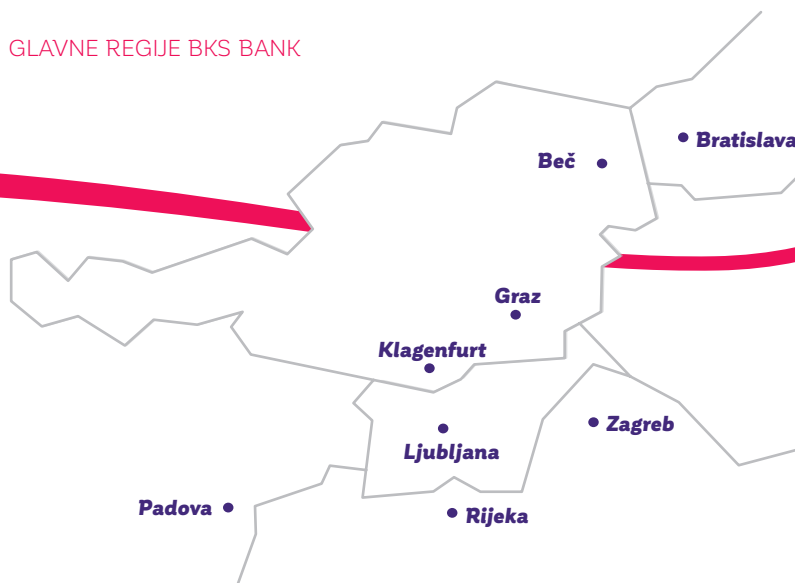 GLAVNE REGIJE BKS BANK
Bratislava
Beč
Graz
Klagenfurt
Zagreb
Ljubljana
Padova
Rijeka